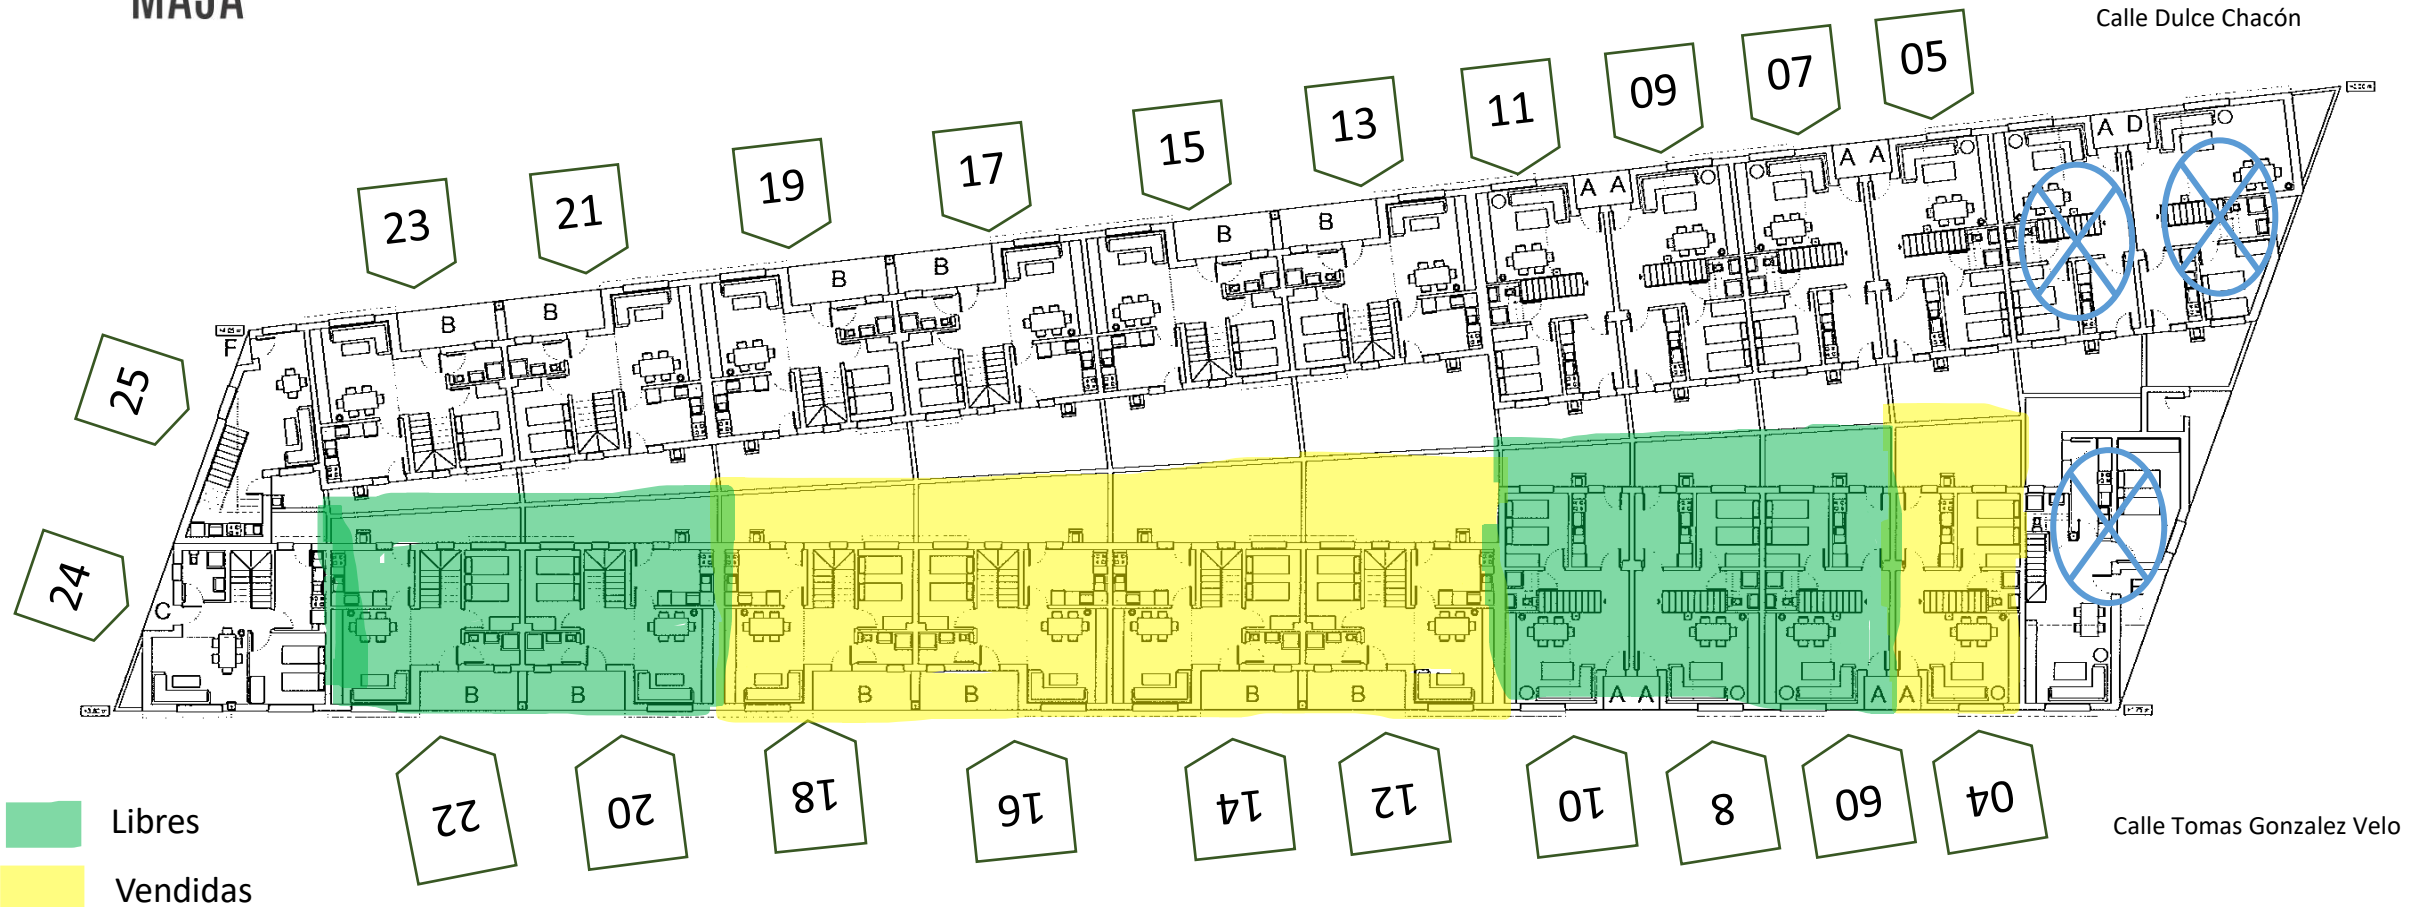 MAJA
Calle Dulce Chacón
05
07
09
11
13
15
17
19
21
23
25
24
A D
A A
A A
B B
B B
B B
F
C
B B
B B
B B
A A
A A
22
20
18
16
14
12
10
8
06
04
Libres
Vendidas
Calle Tomas Gonzalez Velo